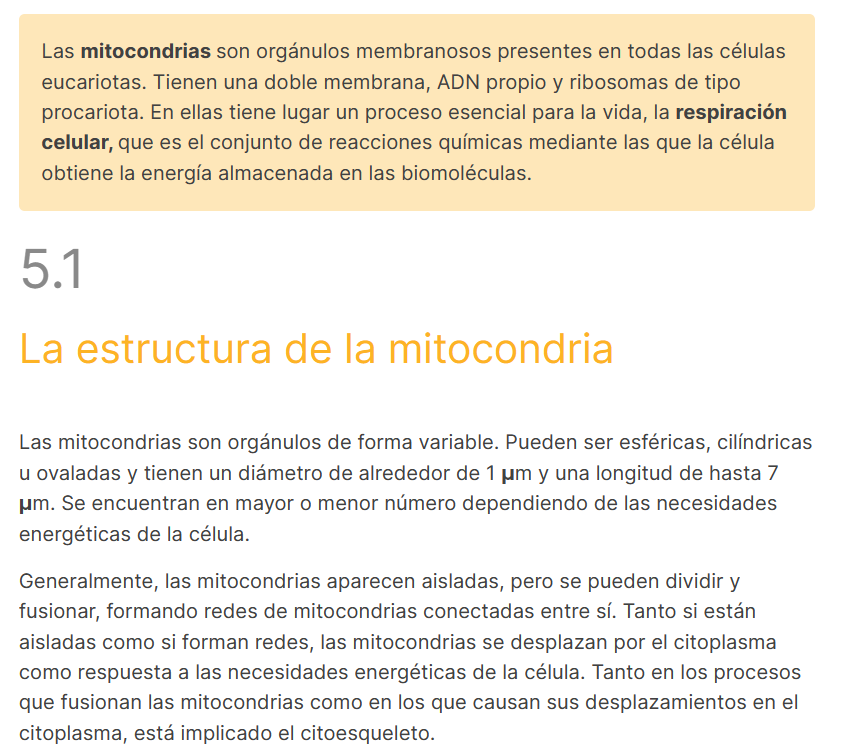 Las mitocondrias son orgánulos membranosos presentes en todas las células
eucariotas. Tienen una doble membrana, ADN propio y ribosomas de tipo
procariota. En ellas tiene lugar un proceso esencial para la vida, la respiración
celular, que es el conjunto de reacciones químicas mediante las que la célula
obtiene la energía almacenada en las biomoléculas.
5.1
La estructura de la mitocondria
Las mitocondrias son orgánulos de forma variable. Pueden ser esféricas, cilíndricas
u ovaladas y tienen un diámetro de alrededor de 1 µm y una longitud de hasta 7
µm. Se encuentran en mayor o menor número dependiendo de las necesidades
energéticas de la célula.
Generalmente, las mitocondrias aparecen aisladas, pero se pueden dividir y
fusionar, formando redes de mitocondrias conectadas entre sí. Tanto si están
aisladas como si forman redes, las mitocondrias se desplazan por el citoplasma
como respuesta a las necesidades energéticas de la célula. Tanto en los procesos
que fusionan las mitocondrias como en los que causan sus desplazamientos en el
citoplasma, está implicado el citoesqueleto.